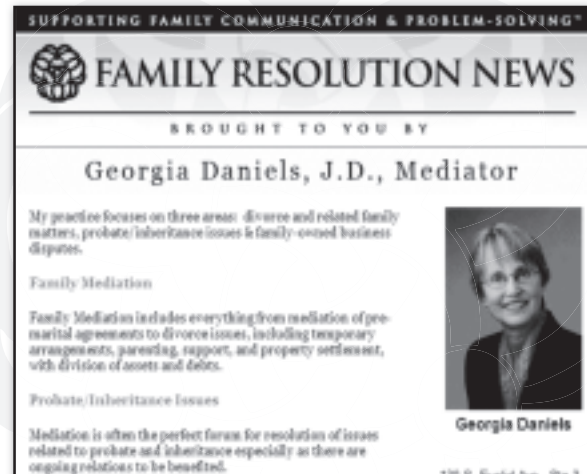 SUPPORTING FAMILY COMMUNICATION & PROBLEM-SOLVING™
FAMILY RESOLUTION NEWS
BROUGHT TO YOU BY
Georgia Daniels, J.D., Mediator
My practice focuses on three areas: divorce and related family
matters, probate/inheritance issues & family-owned business
disputes.
Family Mediation
Family Mediation includes everything from mediation of pre-
marital agreements to divorce issues, including temporary
arrangements, parenting, support, and property settlement,
with division of assets and debts.
Probate/Inheritance Issues
Mediation is often the perfect forum for resolution of issues
related to probate and inheritance especially as there are
ongoing relations to be benefited.
Georgia Daniels